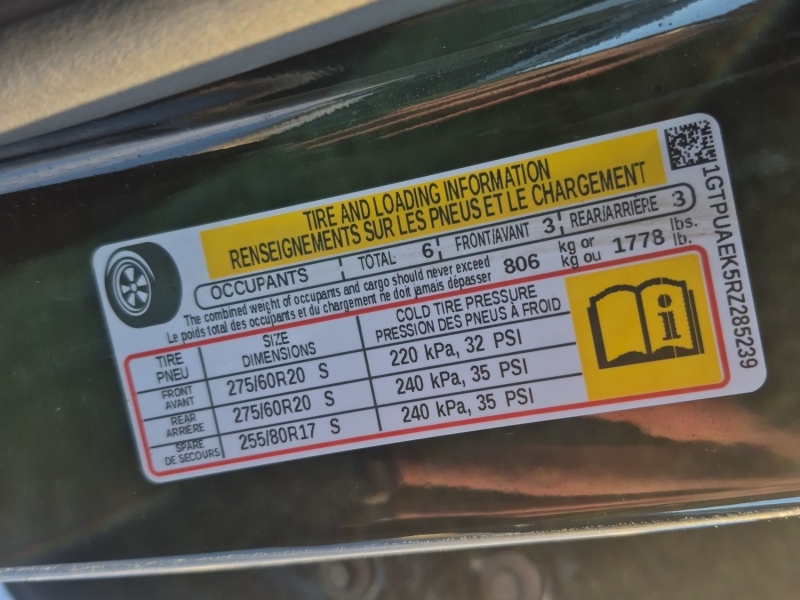 TIRE AND LOADING INFORMATION
RENSEIGNEMENTS SUR LES PNEUS ET LE CHARGEMENT
OCCUPANTS TOTAL 6 FRONT/AVANT 3 REAR/ARRIÈRE 3
The combined weight of occupants and cargo should never exceed 806 kg or 1778 lbs.
Le poids total des occupants et du chargement ne doit jamais dépasser kg ou lb.
TIRE SIZE COLD TIRE PRESSURE
PNEU DIMENSIONS PRESSION DES PNEUS À FROID
FRONT
AVANT 275/60R20 S 220 kPa, 32 PSI
REAR
ARRIÈRE 275/60R20 S 240 kPa, 35 PSI
SPARE
DE SECOURS 255/80R17 S 240 kPa, 35 PSI
i
1GTPUAEK5RZ285239